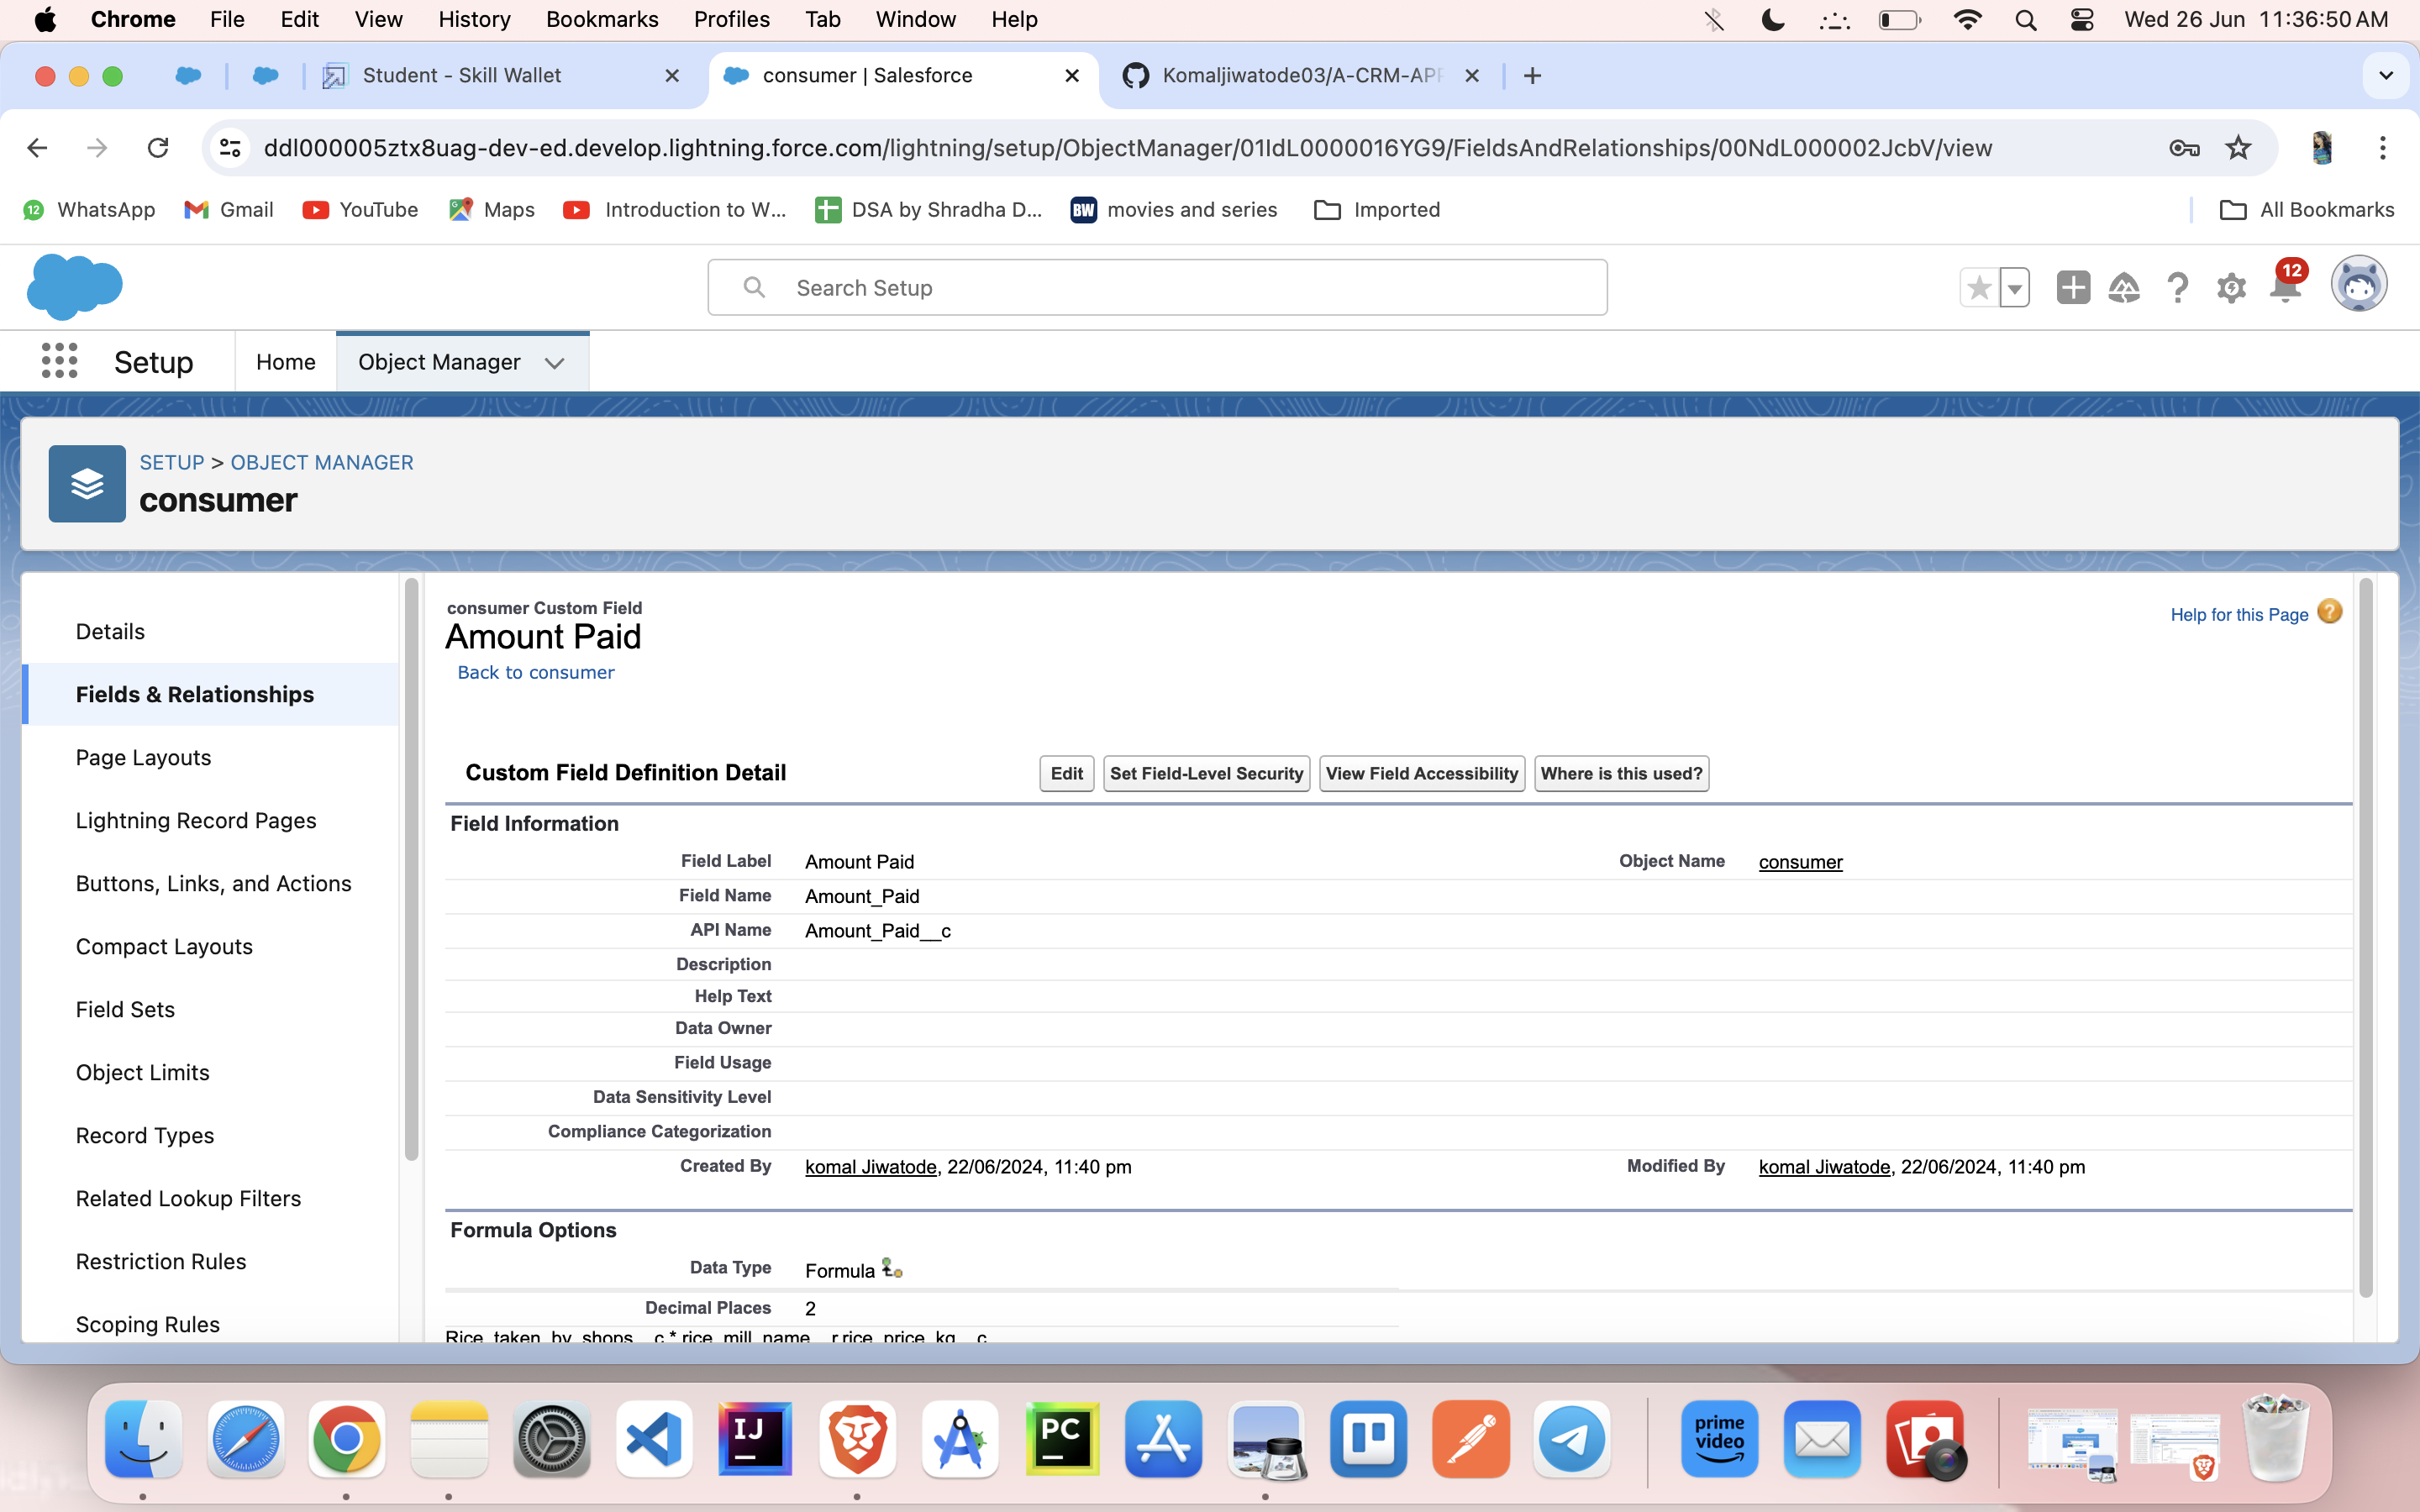 Chrome File Edit View History Bookmarks Profiles Tab Window Help Wed 26 Jun 11:36:50 AM
Student - Skill Wallet consumer | Salesforce Komaljiwatode03/A-CRM-APP
ddl000005ztx8uag-dev-ed.develop.lightning.force.com/lightning/setup/ObjectManager/01IdL0000016YG9/FieldsAndRelationships/00NdL000002JcbV/view
12 WhatsApp Gmail YouTube Maps Introduction to W... DSA by Shradha D... BW movies and series Imported All Bookmarks
Search Setup 12
Setup Home Object Manager
SETUP > OBJECT MANAGER
consumer
Details
Fields & Relationships
Page Layouts
Lightning Record Pages
Buttons, Links, and Actions
Compact Layouts
Field Sets
Object Limits
Record Types
Related Lookup Filters
Restriction Rules
Scoping Rules
consumer Custom Field
Amount Paid
Back to consumer
Help for this Page ?
Custom Field Definition Detail Edit Set Field-Level Security View Field Accessibility Where is this used?
Field Information
Field Label Amount Paid Object Name consumer
Field Name Amount_Paid
API Name Amount_Paid__c
Description
Help Text
Data Owner
Field Usage
Data Sensitivity Level
Compliance Categorization
Created By komal Jiwatode, 22/06/2024, 11:40 pm Modified By komal Jiwatode, 22/06/2024, 11:40 pm
Formula Options
Data Type Formula
Decimal Places 2
Rice_taken_by_shops__c * rice_mill_name__r.rice_price_kg__c
IJ PC prime video